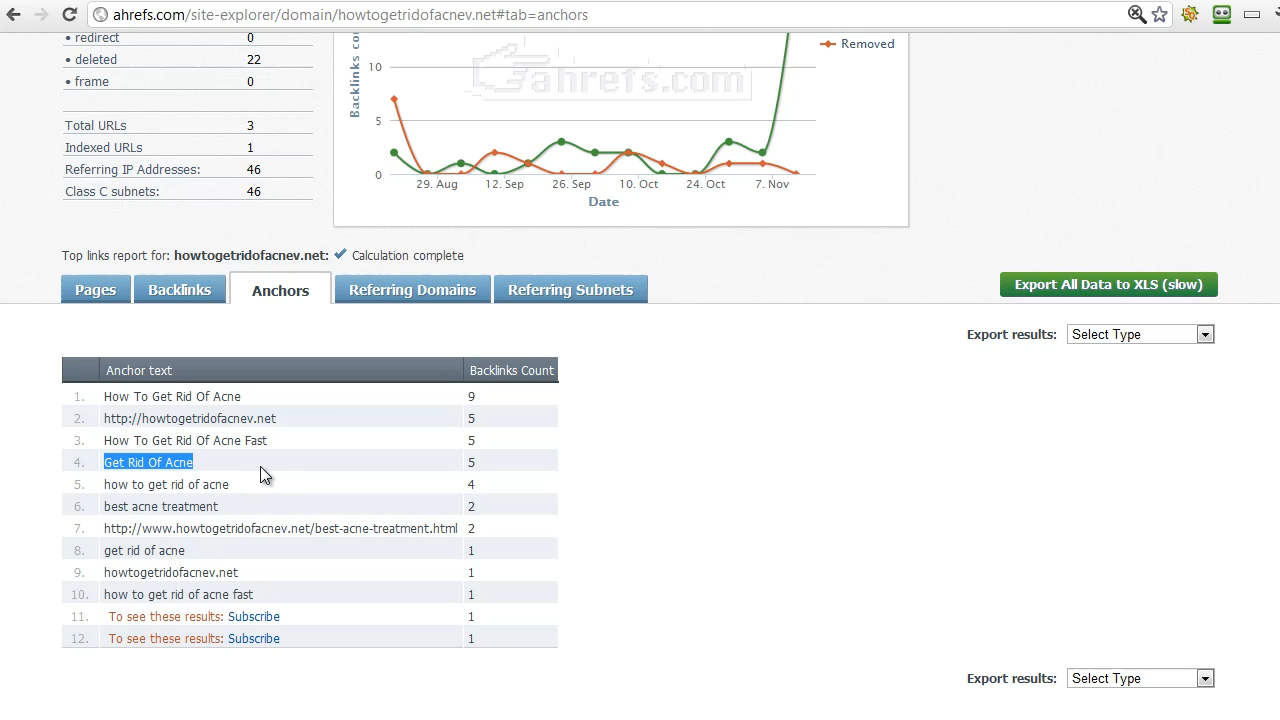 ahrefs.com/site-explorer/domain/howtogetridofacnev.net#tab=anchors
• redirect 0
• deleted 22
• frame 0
Total URLs 3
Indexed URLs 1
Referring IP Addresses: 46
Class C subnets: 46
Removed
Backlinks co
10
5
0
ahrefs.com
29. Aug 12. Sep 26. Sep 10. Oct 24. Oct 7. Nov
Date
Top links report for: howtogetridofacnev.net: Calculation complete
Pages Backlinks Anchors Referring Domains Referring Subnets
Export All Data to XLS (slow)
Export results: Select Type
Anchor text Backlinks Count
1. How To Get Rid Of Acne 9
2. http://howtogetridofacnev.net 5
3. How To Get Rid Of Acne Fast 5
4. Get Rid Of Acne 5
5. how to get rid of acne 4
6. best acne treatment 2
7. http://www.howtogetridofacnev.net/best-acne-treatment.html 2
8. get rid of acne 1
9. howtogetridofacnev.net 1
10. how to get rid of acne fast 1
11. To see these results: Subscribe 1
12. To see these results: Subscribe 1
Export results: Select Type